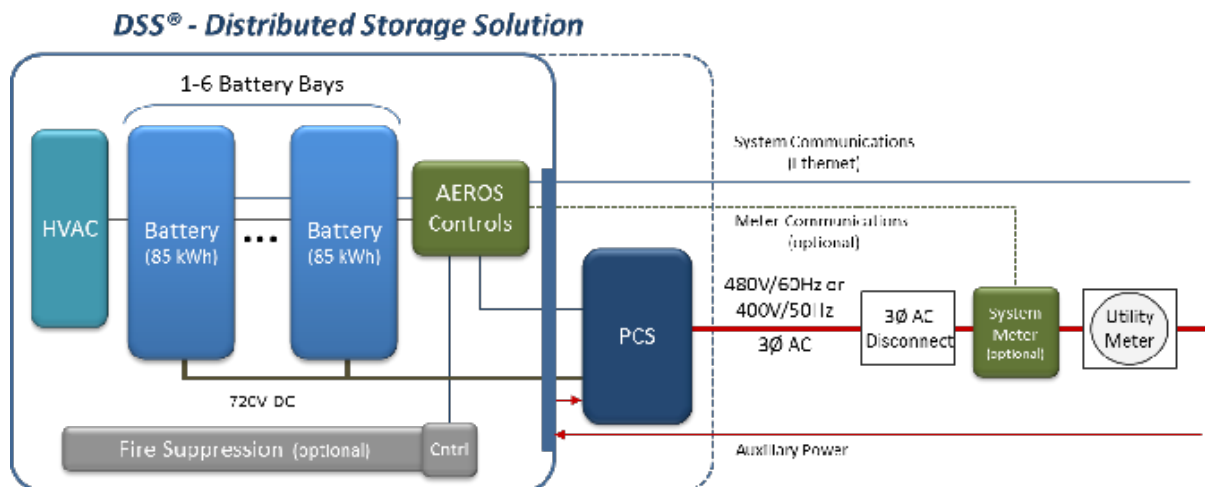 DSS® - Distributed Storage Solution
1-6 Battery Bays
HVAC
Battery
(85 kWh)
...
Battery
(85 kWh)
AEROS
Controls
System Communications
(Ethernet)
Meter Communications
(optional)
PCS
480V/60Hz or
400V/50Hz
3Ø AC
3Ø AC
Disconnect
System
Meter
(optional)
Utility
Meter
720V DC
Fire Suppression (optional)
Cntrl
Auxiliary Power